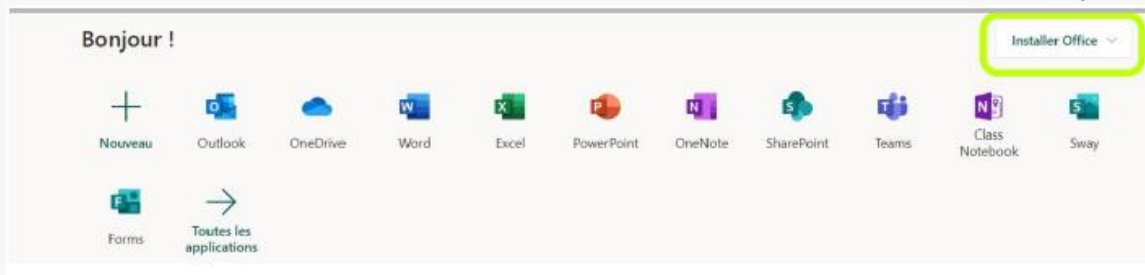 Bonjour !
Installer Office
Nouveau
Outlook
OneDrive
Word
Excel
PowerPoint
OneNote
SharePoint
Teams
Class
Notebook
Sway
Forms
Toutes les
applications